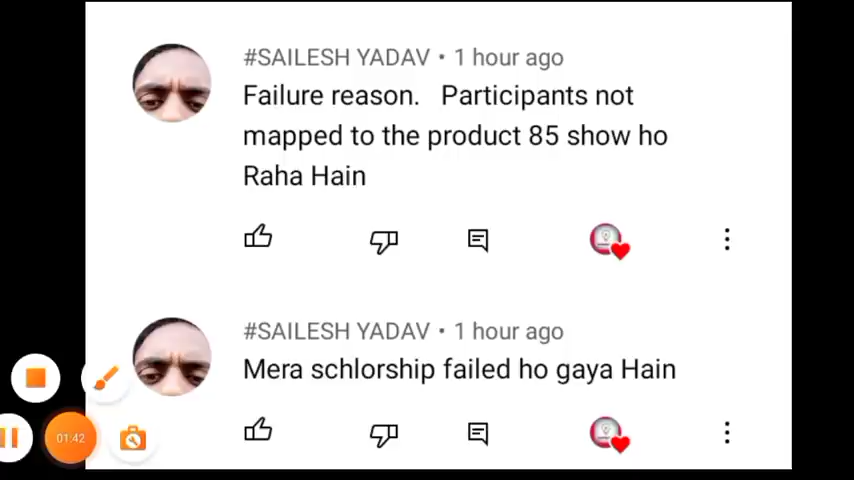 #SAILESH YADAV • 1 hour ago
Failure reason.   Participants not
mapped to the product 85 show ho
Raha Hain
#SAILESH YADAV • 1 hour ago
Mera schlorship failed ho gaya Hain
01:42